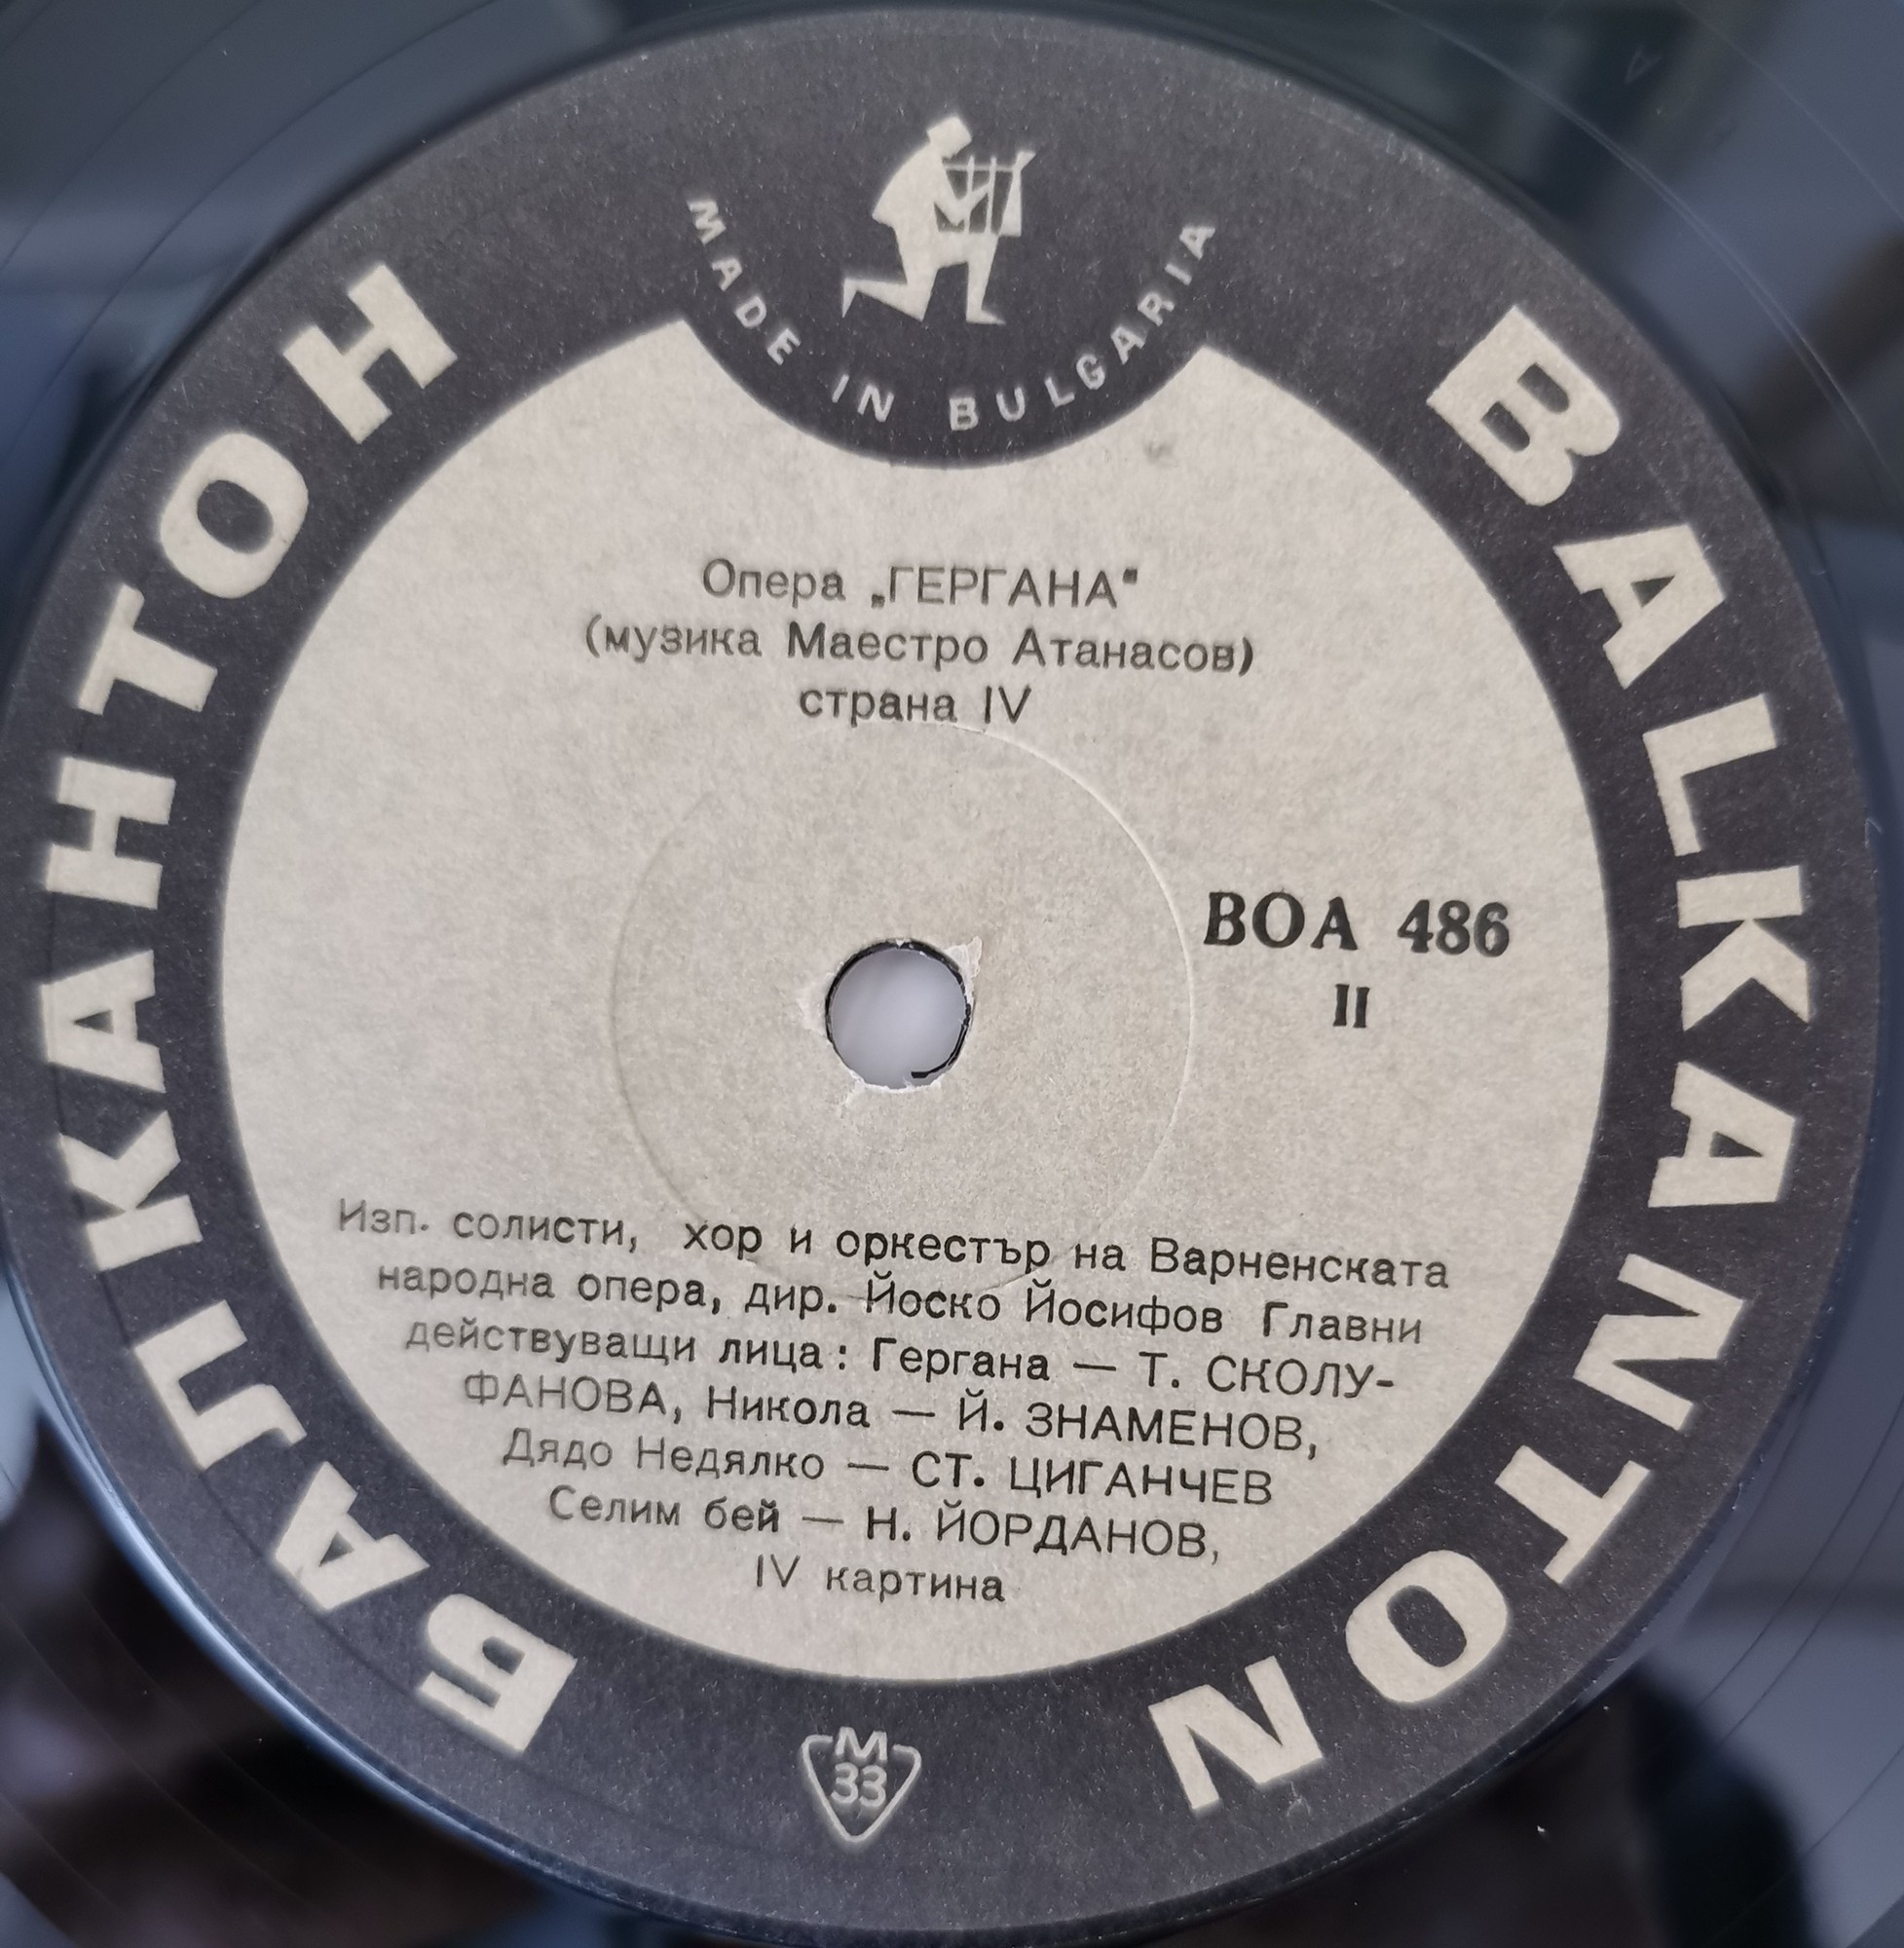 MADE IN BULGARIA
БАЛКАНТОН
BALKANTON
Опера „ГЕРГАНА"
(музика Маестро Атанасов)
страна IV
ВОА 486
II
Изп. солисти, хор и оркестър на Варненската
народна опера, дир. Йоско Йосифов Главни
действуващи лица: Гергана — Т. СКОЛУ-
ФАНОВА, Никола — Й. ЗНАМЕНОВ,
Дядо Недялко — СТ. ЦИГАНЧЕВ
Селим бей — Н. ЙОРДАНОВ,
IV картина
M
33